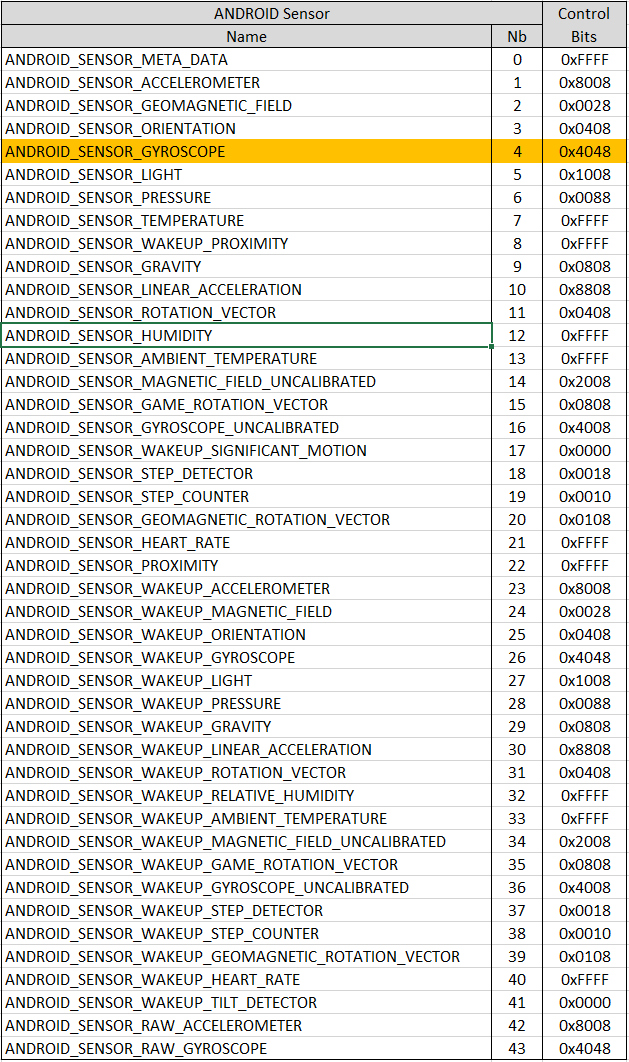 ANDROID Sensor Control
Name Nb Bits
ANDROID_SENSOR_META_DATA 0 0xFFFF
ANDROID_SENSOR_ACCELEROMETER 1 0x8008
ANDROID_SENSOR_GEOMAGNETIC_FIELD 2 0x0028
ANDROID_SENSOR_ORIENTATION 3 0x0408
ANDROID_SENSOR_GYROSCOPE 4 0x4048
ANDROID_SENSOR_LIGHT 5 0x1008
ANDROID_SENSOR_PRESSURE 6 0x0088
ANDROID_SENSOR_TEMPERATURE 7 0xFFFF
ANDROID_SENSOR_WAKEUP_PROXIMITY 8 0xFFFF
ANDROID_SENSOR_GRAVITY 9 0x0808
ANDROID_SENSOR_LINEAR_ACCELERATION 10 0x8808
ANDROID_SENSOR_ROTATION_VECTOR 11 0x0408
ANDROID_SENSOR_HUMIDITY 12 0xFFFF
ANDROID_SENSOR_AMBIENT_TEMPERATURE 13 0xFFFF
ANDROID_SENSOR_MAGNETIC_FIELD_UNCALIBRATED 14 0x2008
ANDROID_SENSOR_GAME_ROTATION_VECTOR 15 0x0808
ANDROID_SENSOR_GYROSCOPE_UNCALIBRATED 16 0x4008
ANDROID_SENSOR_WAKEUP_SIGNIFICANT_MOTION 17 0x0000
ANDROID_SENSOR_STEP_DETECTOR 18 0x0018
ANDROID_SENSOR_STEP_COUNTER 19 0x0010
ANDROID_SENSOR_GEOMAGNETIC_ROTATION_VECTOR 20 0x0108
ANDROID_SENSOR_HEART_RATE 21 0xFFFF
ANDROID_SENSOR_PROXIMITY 22 0xFFFF
ANDROID_SENSOR_WAKEUP_ACCELEROMETER 23 0x8008
ANDROID_SENSOR_WAKEUP_MAGNETIC_FIELD 24 0x0028
ANDROID_SENSOR_WAKEUP_ORIENTATION 25 0x0408
ANDROID_SENSOR_WAKEUP_GYROSCOPE 26 0x4048
ANDROID_SENSOR_WAKEUP_LIGHT 27 0x1008
ANDROID_SENSOR_WAKEUP_PRESSURE 28 0x0088
ANDROID_SENSOR_WAKEUP_GRAVITY 29 0x0808
ANDROID_SENSOR_WAKEUP_LINEAR_ACCELERATION 30 0x8808
ANDROID_SENSOR_WAKEUP_ROTATION_VECTOR 31 0x0408
ANDROID_SENSOR_WAKEUP_RELATIVE_HUMIDITY 32 0xFFFF
ANDROID_SENSOR_WAKEUP_AMBIENT_TEMPERATURE 33 0xFFFF
ANDROID_SENSOR_WAKEUP_MAGNETIC_FIELD_UNCALIBRATED 34 0x2008
ANDROID_SENSOR_WAKEUP_GAME_ROTATION_VECTOR 35 0x0808
ANDROID_SENSOR_WAKEUP_GYROSCOPE_UNCALIBRATED 36 0x4008
ANDROID_SENSOR_WAKEUP_STEP_DETECTOR 37 0x0018
ANDROID_SENSOR_WAKEUP_STEP_COUNTER 38 0x0010
ANDROID_SENSOR_WAKEUP_GEOMAGNETIC_ROTATION_VECTOR 39 0x0108
ANDROID_SENSOR_WAKEUP_HEART_RATE 40 0xFFFF
ANDROID_SENSOR_WAKEUP_TILT_DETECTOR 41 0x0000
ANDROID_SENSOR_RAW_ACCELEROMETER 42 0x8008
ANDROID_SENSOR_RAW_GYROSCOPE 43 0x4048